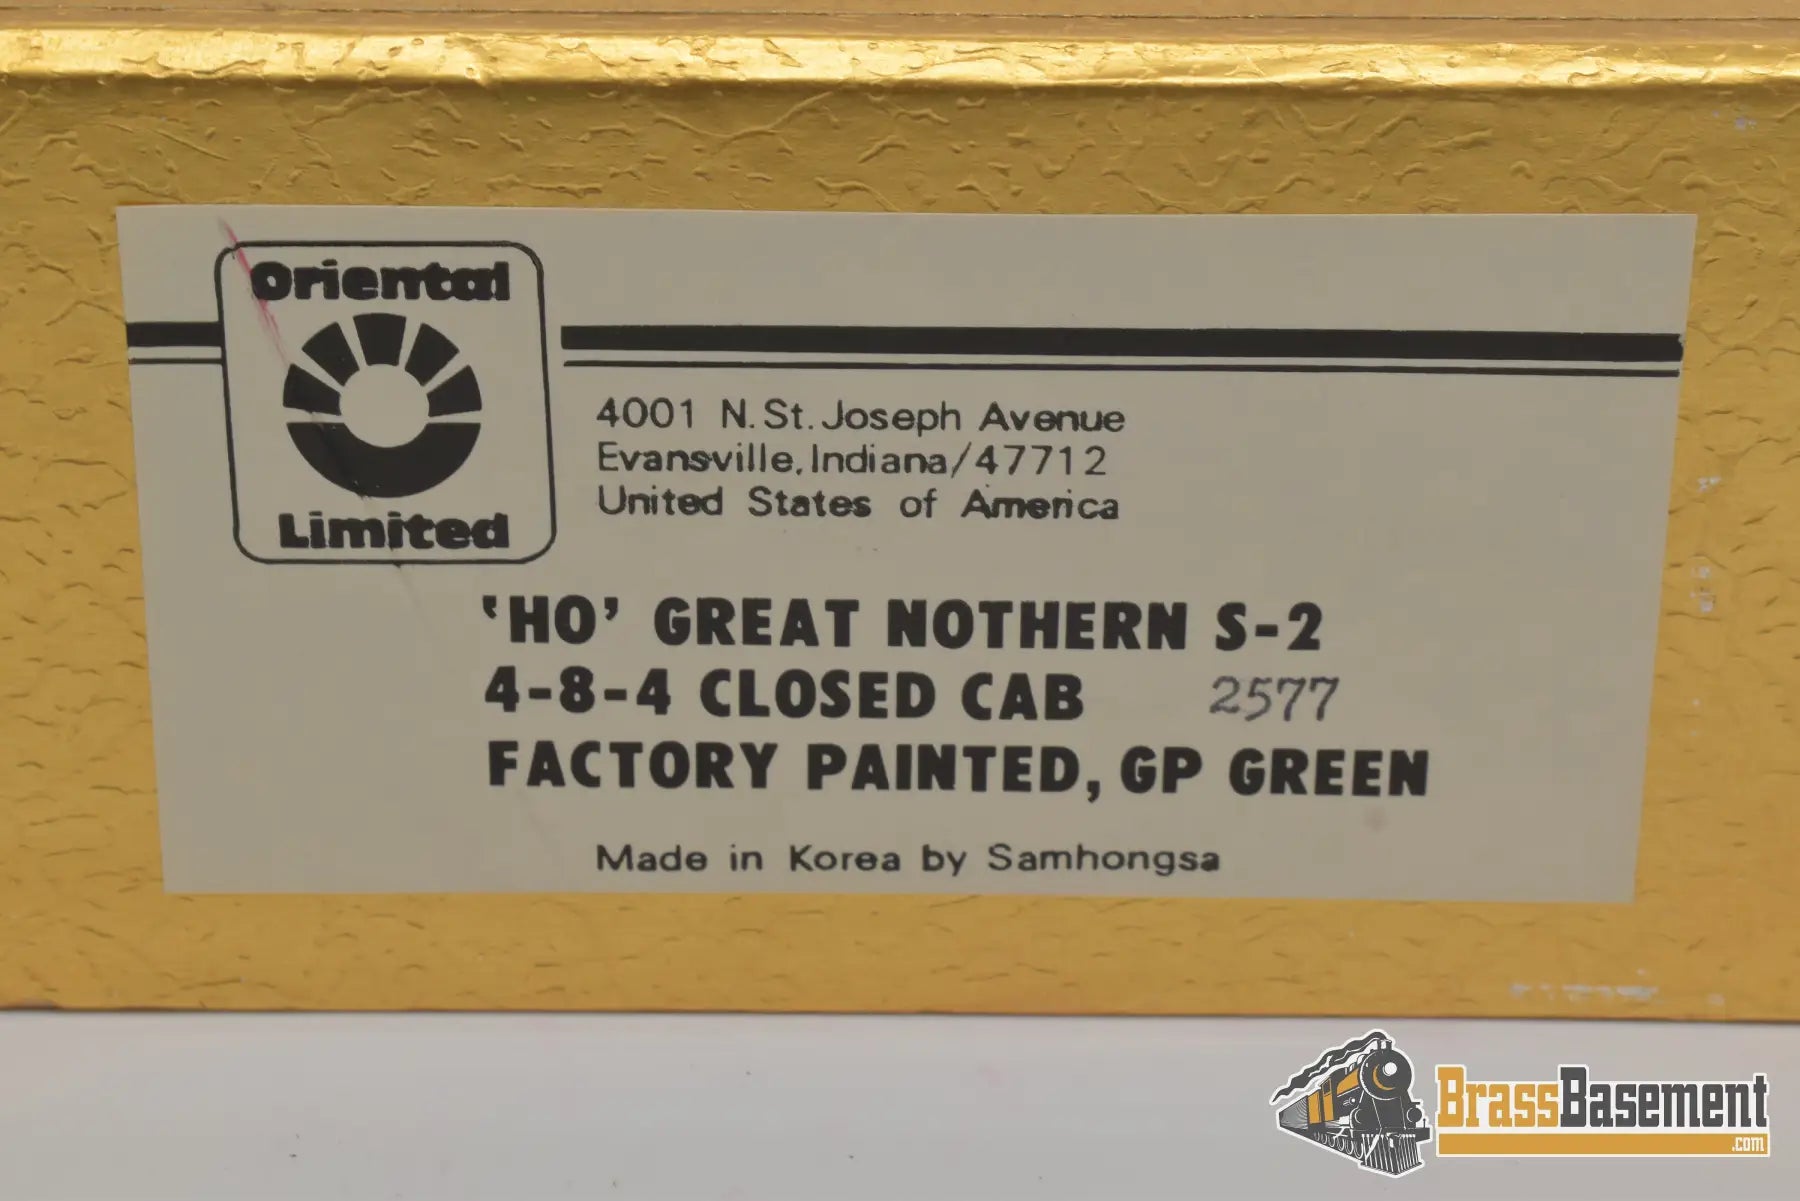 Oriental
Limited
4001 N. St. Joseph Avenue
Evansville, Indiana/47712
United States of America
'HO' GREAT NOTHERN S-2
4-8-4 CLOSED CAB 2577
FACTORY PAINTED, GP GREEN
Made in Korea by Samhongsa
BrassBasement
.com